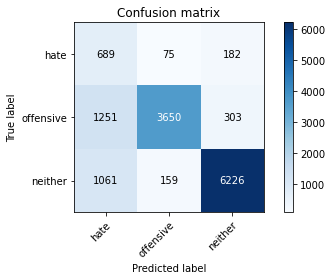 Confusion matrix
True label
hate 689 75 182
offensive 1251 3650 303
neither 1061 159 6226
hate offensive neither
Predicted label
6000
5000
4000
3000
2000
1000